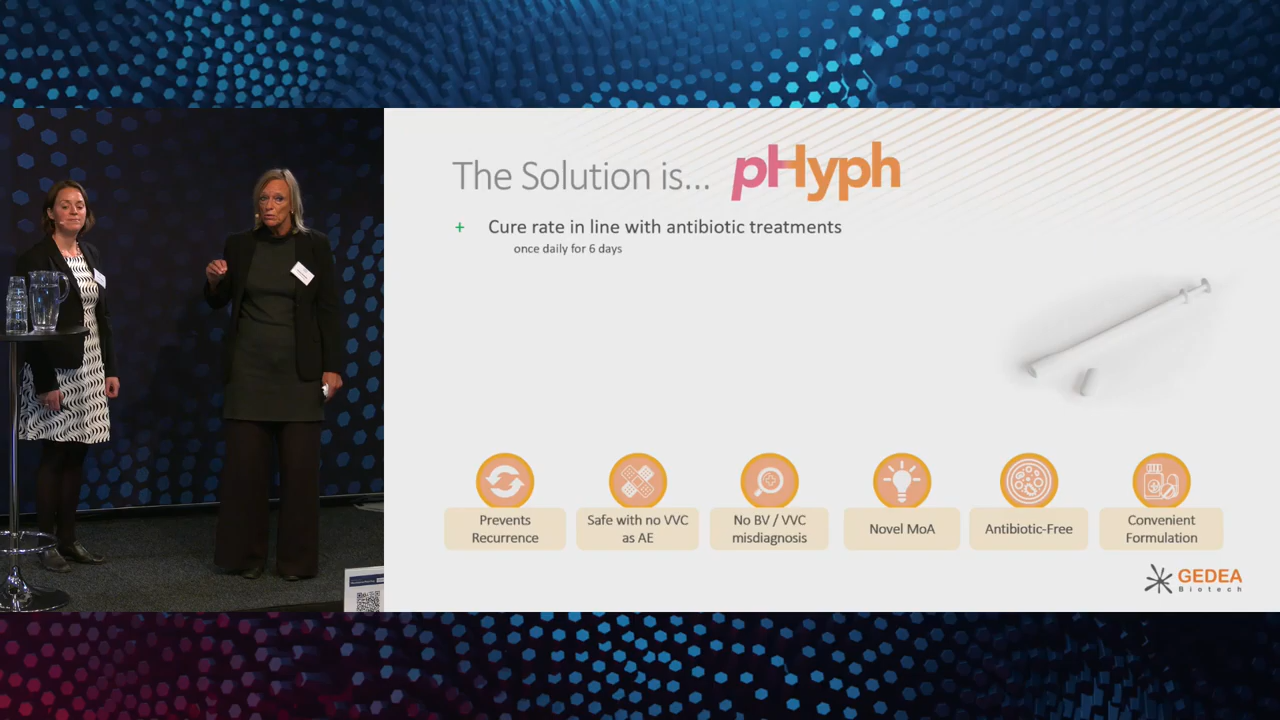 The Solution is... pHyph
+ Cure rate in line with antibiotic treatments
once daily for 6 days
Prevents
Recurrence
Safe with no VVC
as AE
No BV / VVC
misdiagnosis
Novel MoA
Antibiotic-Free
Convenient
Formulation
GEDEA
Biotech